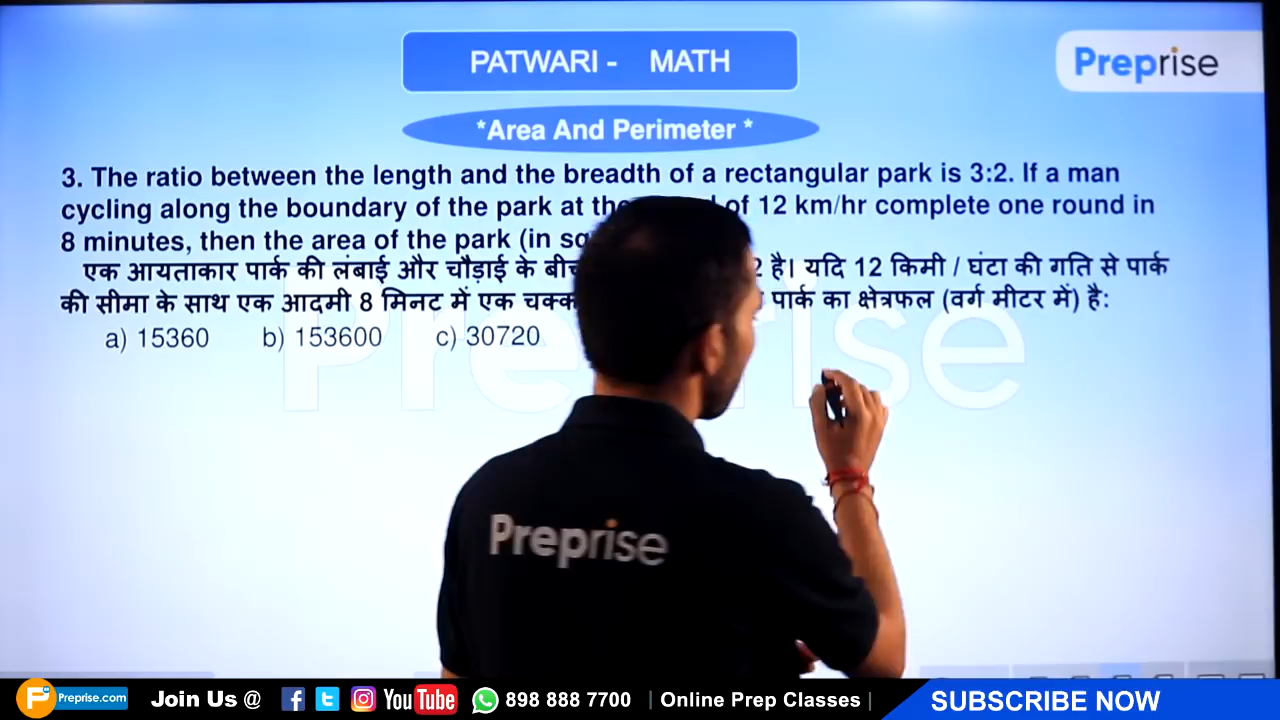 PATWARI - MATH
Preprise
*Area And Perimeter *
3. The ratio between the length and the breadth of a rectangular park is 3:2. If a man
cycling along the boundary of the park at the of 12 km/hr complete one round in
8 minutes, then the area of the park (in
एक आयताकार पार्क की लंबाई और चौड़ाई के है। यदि 12 किमी / घंटा की गति से पार्क
की सीमा के साथ एक आदमी 8 मिनट में एक पार्क का क्षेत्रफल (वर्ग मीटर में) है:
a) 15360 b) 153600 c) 30720
Preprise
Preprise
Preprise.com Join Us @ YouTube 898 888 7700 | Online Prep Classes | SUBSCRIBE NOW